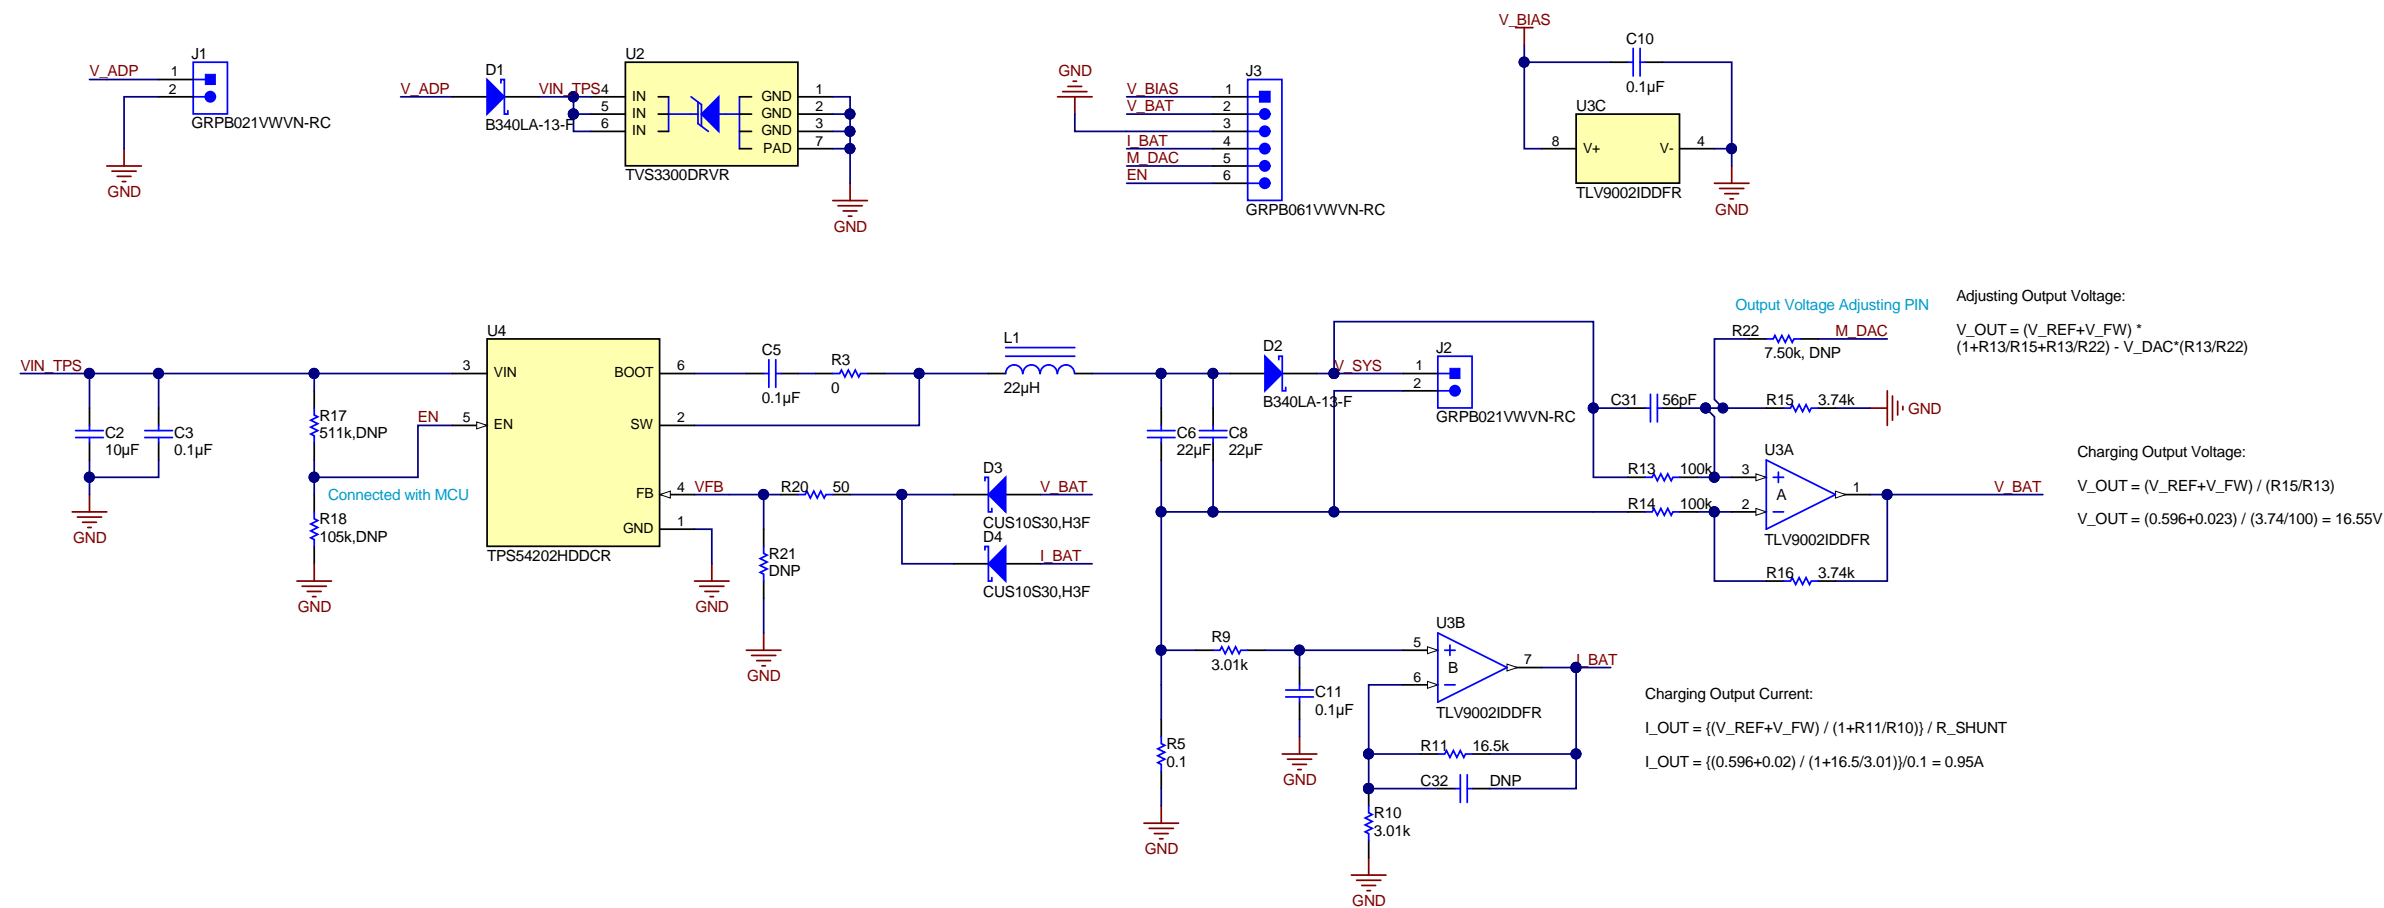 V_BIAS
C10
0.1µF
U3C
8
V+
V-
4
TLV9002IDDFR
GND
J1
V_ADP
1
2
GRPB021VWVN-RC
GND
D1
V_ADP
VIN_TPS
B340LA-13-F
U2
4
IN
GND
1
5
IN
GND
2
6
IN
GND
3
PAD
7
TVS3300DRVR
GND
GND
J3
V_BIAS
1
V_BAT
2
3
I_BAT
4
M_DAC
5
EN
6
GRPB061VWVN-RC
VIN_TPS
C2
10µF
C3
0.1µF
GND
R17
511k,DNP
EN
Connected with MCU
R18
105k,DNP
GND
U4
3
VIN
BOOT
6
5
EN
SW
2
FB
4
VFB
GND
1
TPS54202HDDCR
GND
C5
0.1µF
R3
0
L1
22µH
R20
50
R21
DNP
GND
D3
V_BAT
CUS10S30,H3F
D4
I_BAT
CUS10S30,H3F
C6
22µF
C8
22µF
D2
V_SYS
B340LA-13-F
J2
1
2
GRPB021VWVN-RC
Output Voltage Adjusting PIN
R22
M_DAC
7.50k, DNP
C31
56pF
R15
3.74k
GND
R13
100k
R14
100k
U3A
3
A
1
2
TLV9002IDDFR
V_BAT
R16
3.74k
Adjusting Output Voltage:
V_OUT = (V_REF+V_FW) *
(1+R13/R15+R13/R22) - V_DAC*(R13/R22)
Charging Output Voltage:
V_OUT = (V_REF+V_FW) / (R15/R13)
V_OUT = (0.596+0.023) / (3.74/100) = 16.55V
R9
3.01k
C11
0.1µF
GND
R5
0.1
GND
U3B
5
B
7
6
I_BAT
TLV9002IDDFR
R11
16.5k
C32
DNP
R10
3.01k
GND
Charging Output Current:
I_OUT = {(V_REF+V_FW) / (1+R11/R10)} / R_SHUNT
I_OUT = {(0.596+0.02) / (1+16.5/3.01)}/0.1 = 0.95A